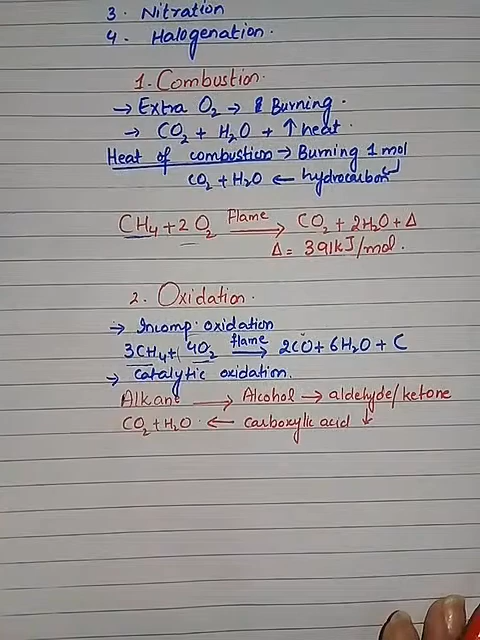 3. Nitration
4. Halogenation.
1. Combustion.
→ Extra O₂ → Burning.
→ CO₂ + H₂O + ↑ heat.
Heat of combustion → Burning 1 mol
CO₂ + H₂O ← hydrocarbon
CH₄ + 2O₂ Flame → CO₂ + 2H₂O + Δ
Δ = 391kJ/mol.
2. Oxidation.
→ Incomp. oxidation
3CH₄ + 4O₂ flame → 2CO + 6H₂O + C
→ Catalytic oxidation.
Alkane → Alcohol → aldehyde/ketone
CO₂ + H₂O ← carboxylic acid ↓